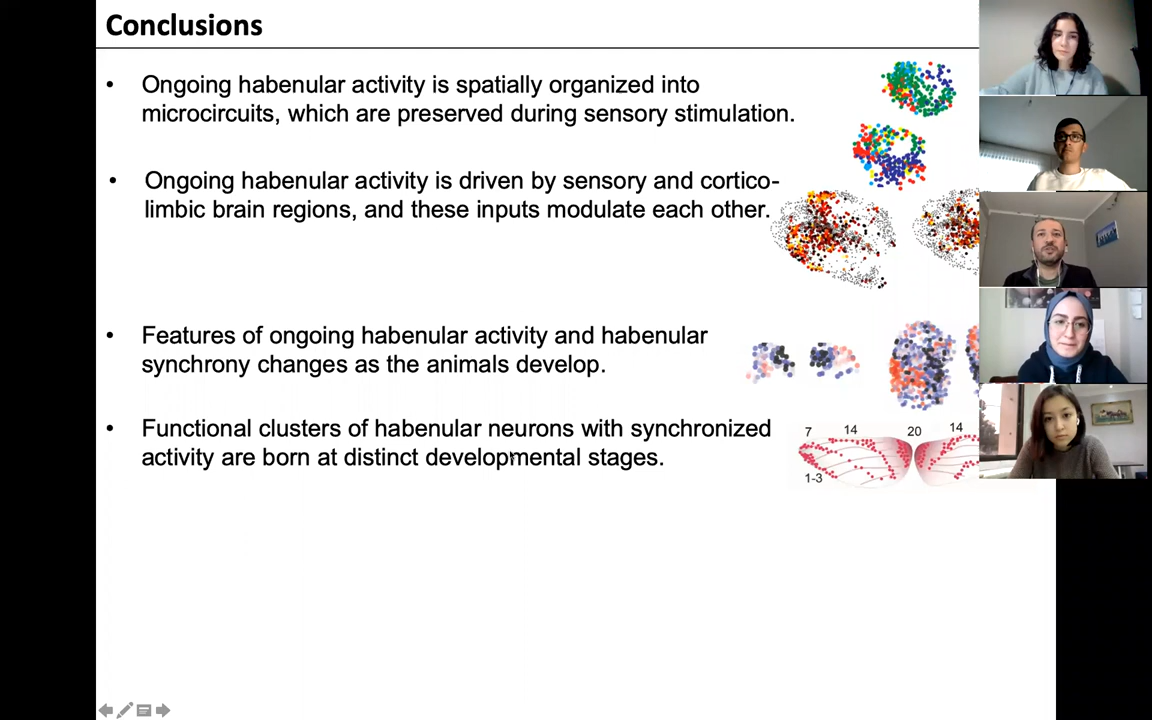 Conclusions
• Ongoing habenular activity is spatially organized into
microcircuits, which are preserved during sensory stimulation.
• Ongoing habenular activity is driven by sensory and cortico-
limbic brain regions, and these inputs modulate each other.
• Features of ongoing habenular activity and habenular
synchrony changes as the animals develop.
• Functional clusters of habenular neurons with synchronized
activity are born at distinct developmental stages.
7 14 20 14
1-3